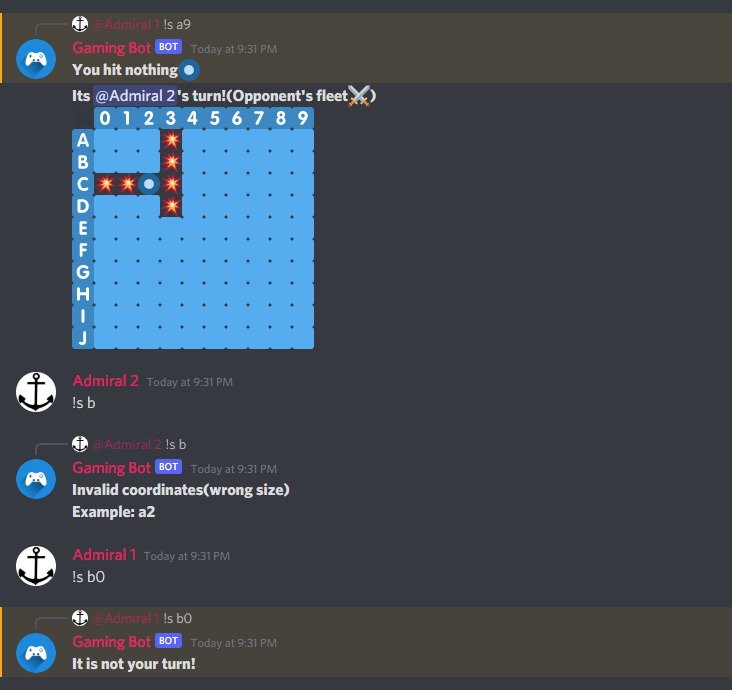 @Admiral 1 !s a9
Gaming Bot BOT Today at 9:31 PM
You hit nothing
Its @Admiral 2's turn!(Opponent's fleet⚔️)
0 1 2 3 4 5 6 7 8 9
A
B
C
D
E
F
G
H
I
J
Admiral 2 Today at 9:31 PM
!s b
@Admiral 2 !s b
Gaming Bot BOT Today at 9:31 PM
Invalid coordinates(wrong size)
Example: a2
Admiral 1 Today at 9:31 PM
!s b0
@Admiral 1 !s b0
Gaming Bot BOT Today at 9:31 PM
It is not your turn!